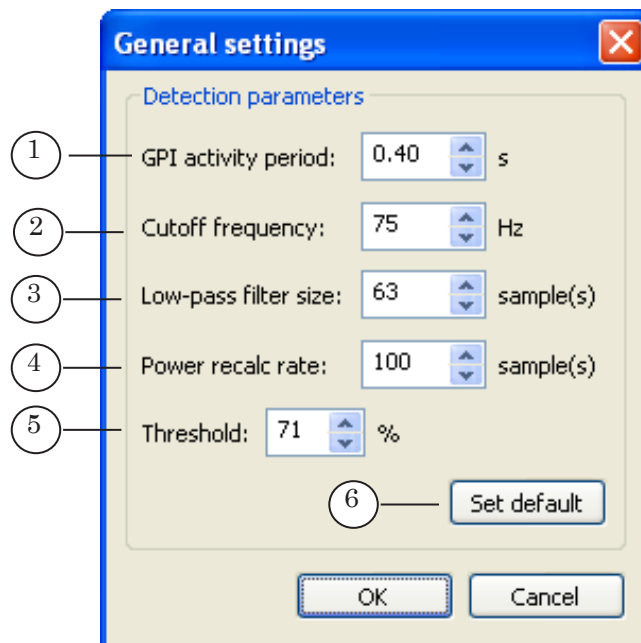 General settings
Detection parameters
1 GPI activity period: 0.40 s
2 Cutoff frequency: 75 Hz
3 Low-pass filter size: 63 sample(s)
4 Power recalc rate: 100 sample(s)
5 Threshold: 71 %
6 Set default
OK Cancel